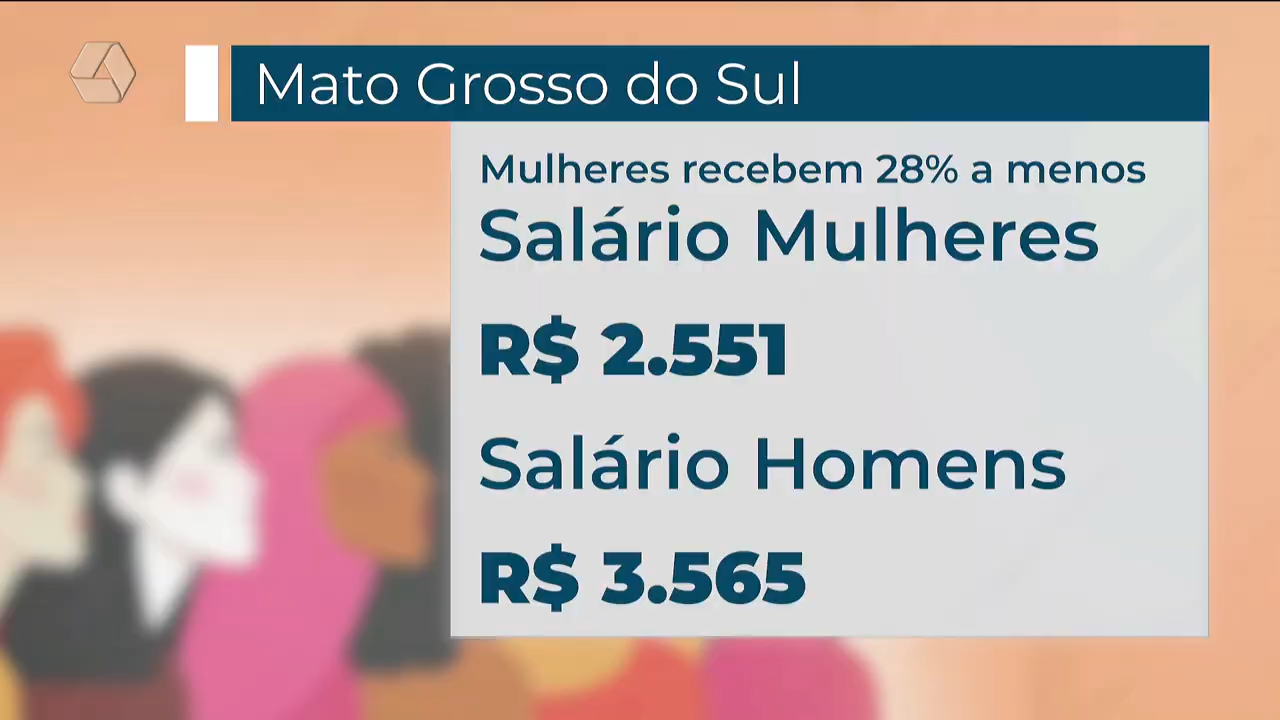 Mato Grosso do Sul
Mulheres recebem 28% a menos
Salário Mulheres
R$ 2.551
Salário Homens
R$ 3.565